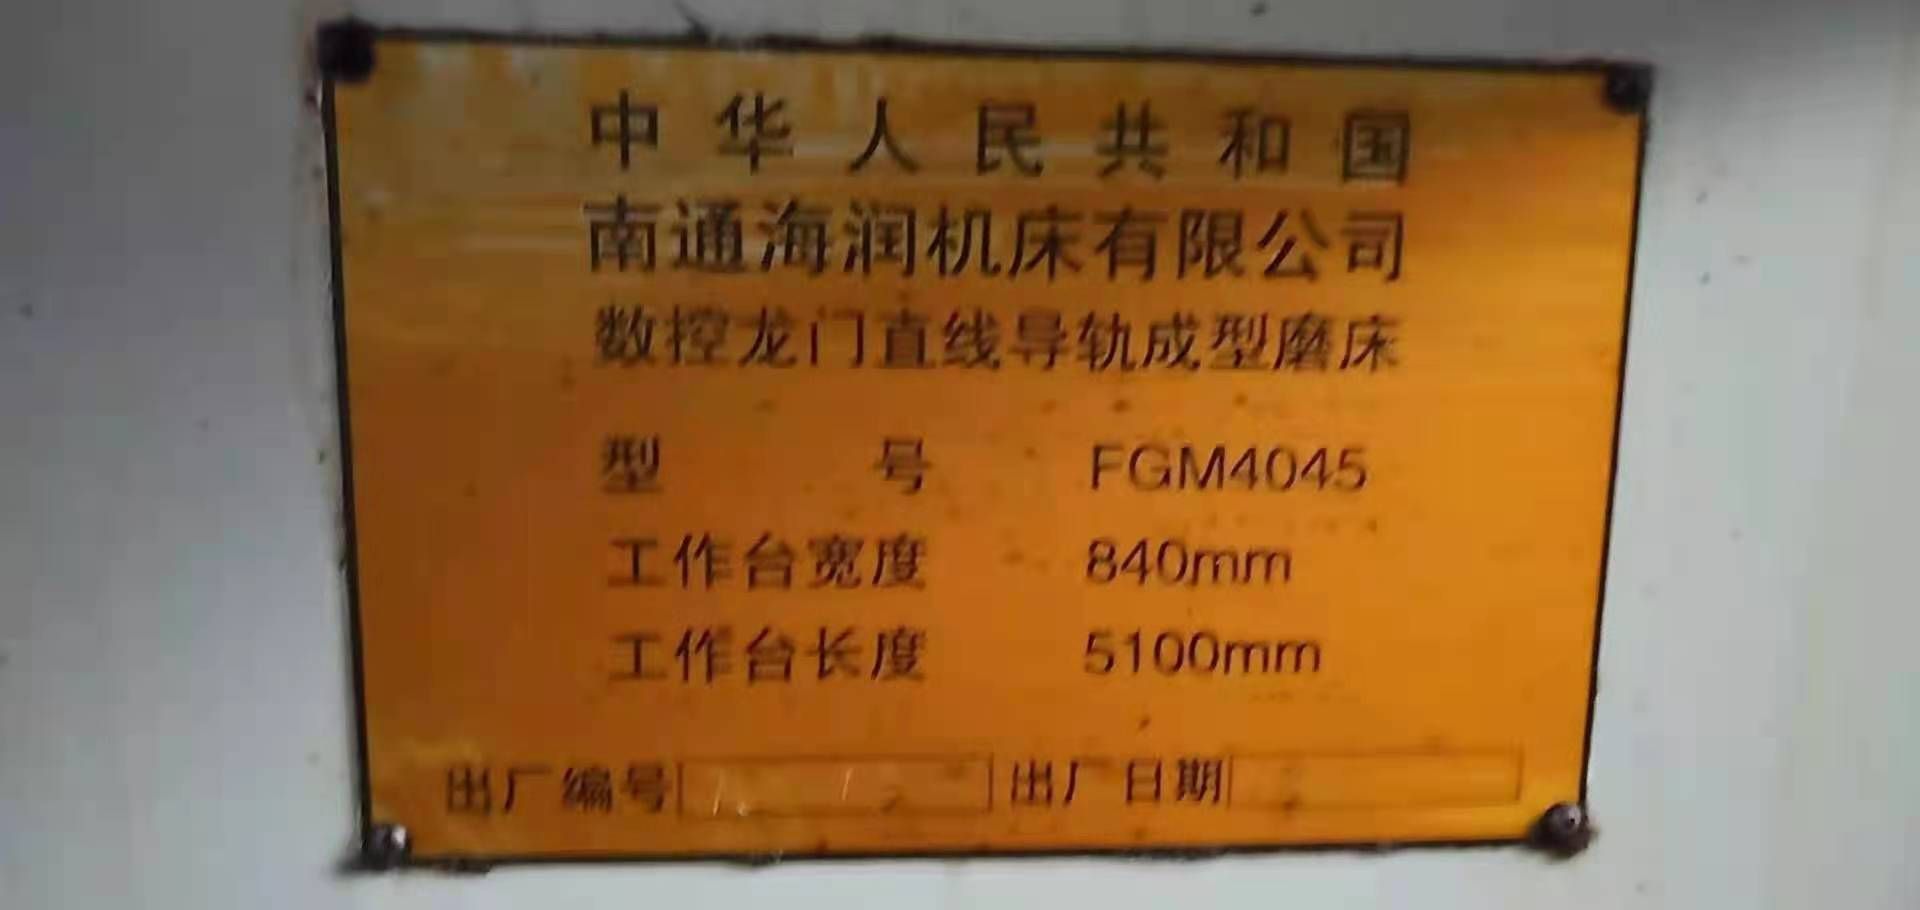 中华人民共和国
南通海润机床有限公司
数控龙门直线导轨成型磨床
型 号 FGM4045
工作台宽度 840mm
工作台长度 5100mm
出厂编号 出厂日期